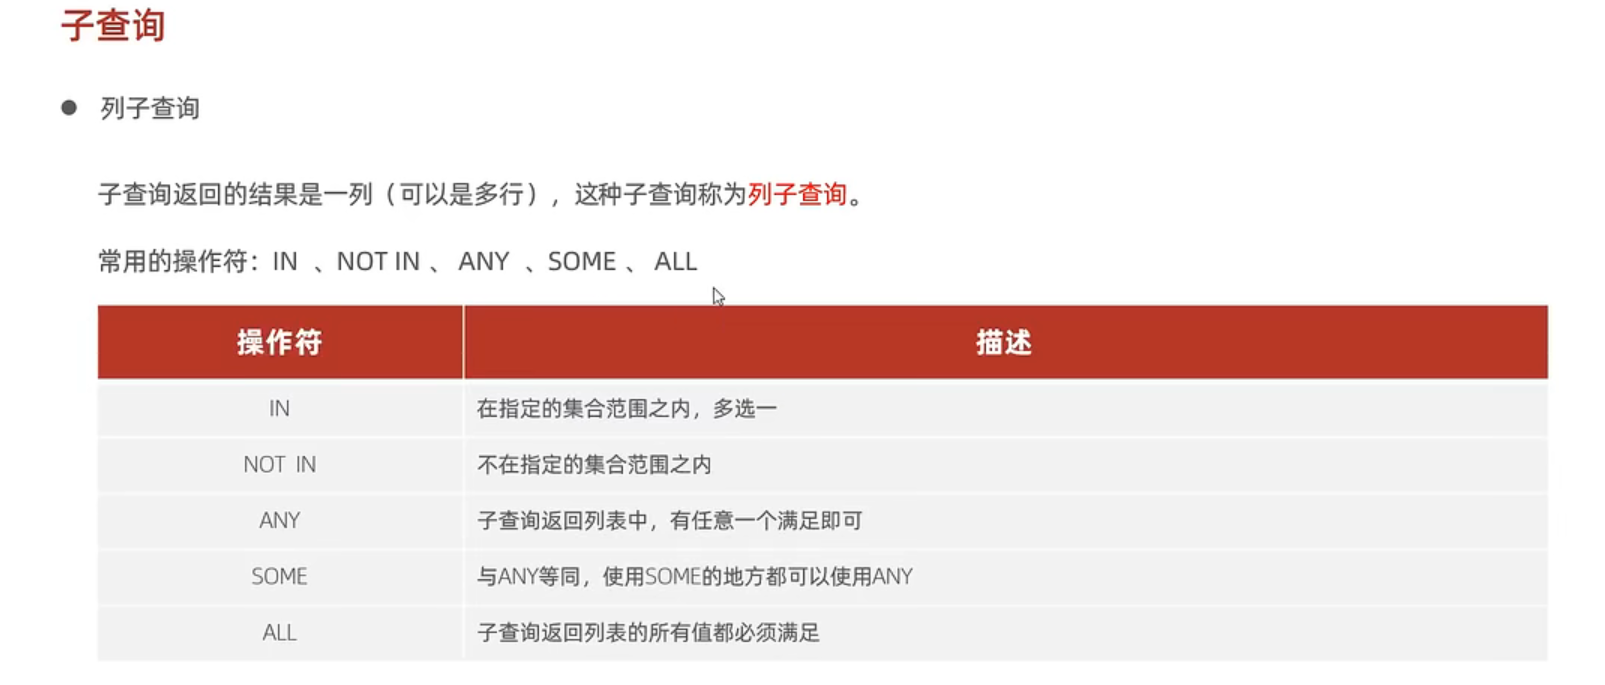 子查询
列子查询
子查询返回的结果是一列（可以是多行），这种子查询称为列子查询。
常用的操作符：IN 、NOT IN 、 ANY 、SOME 、 ALL
操作符 描述
IN 在指定的集合范围之内，多选一
NOT IN 不在指定的集合范围之内
ANY 子查询返回列表中，有任意一个满足即可
SOME 与ANY等同，使用SOME的地方都可以使用ANY
ALL 子查询返回列表的所有值都必须满足